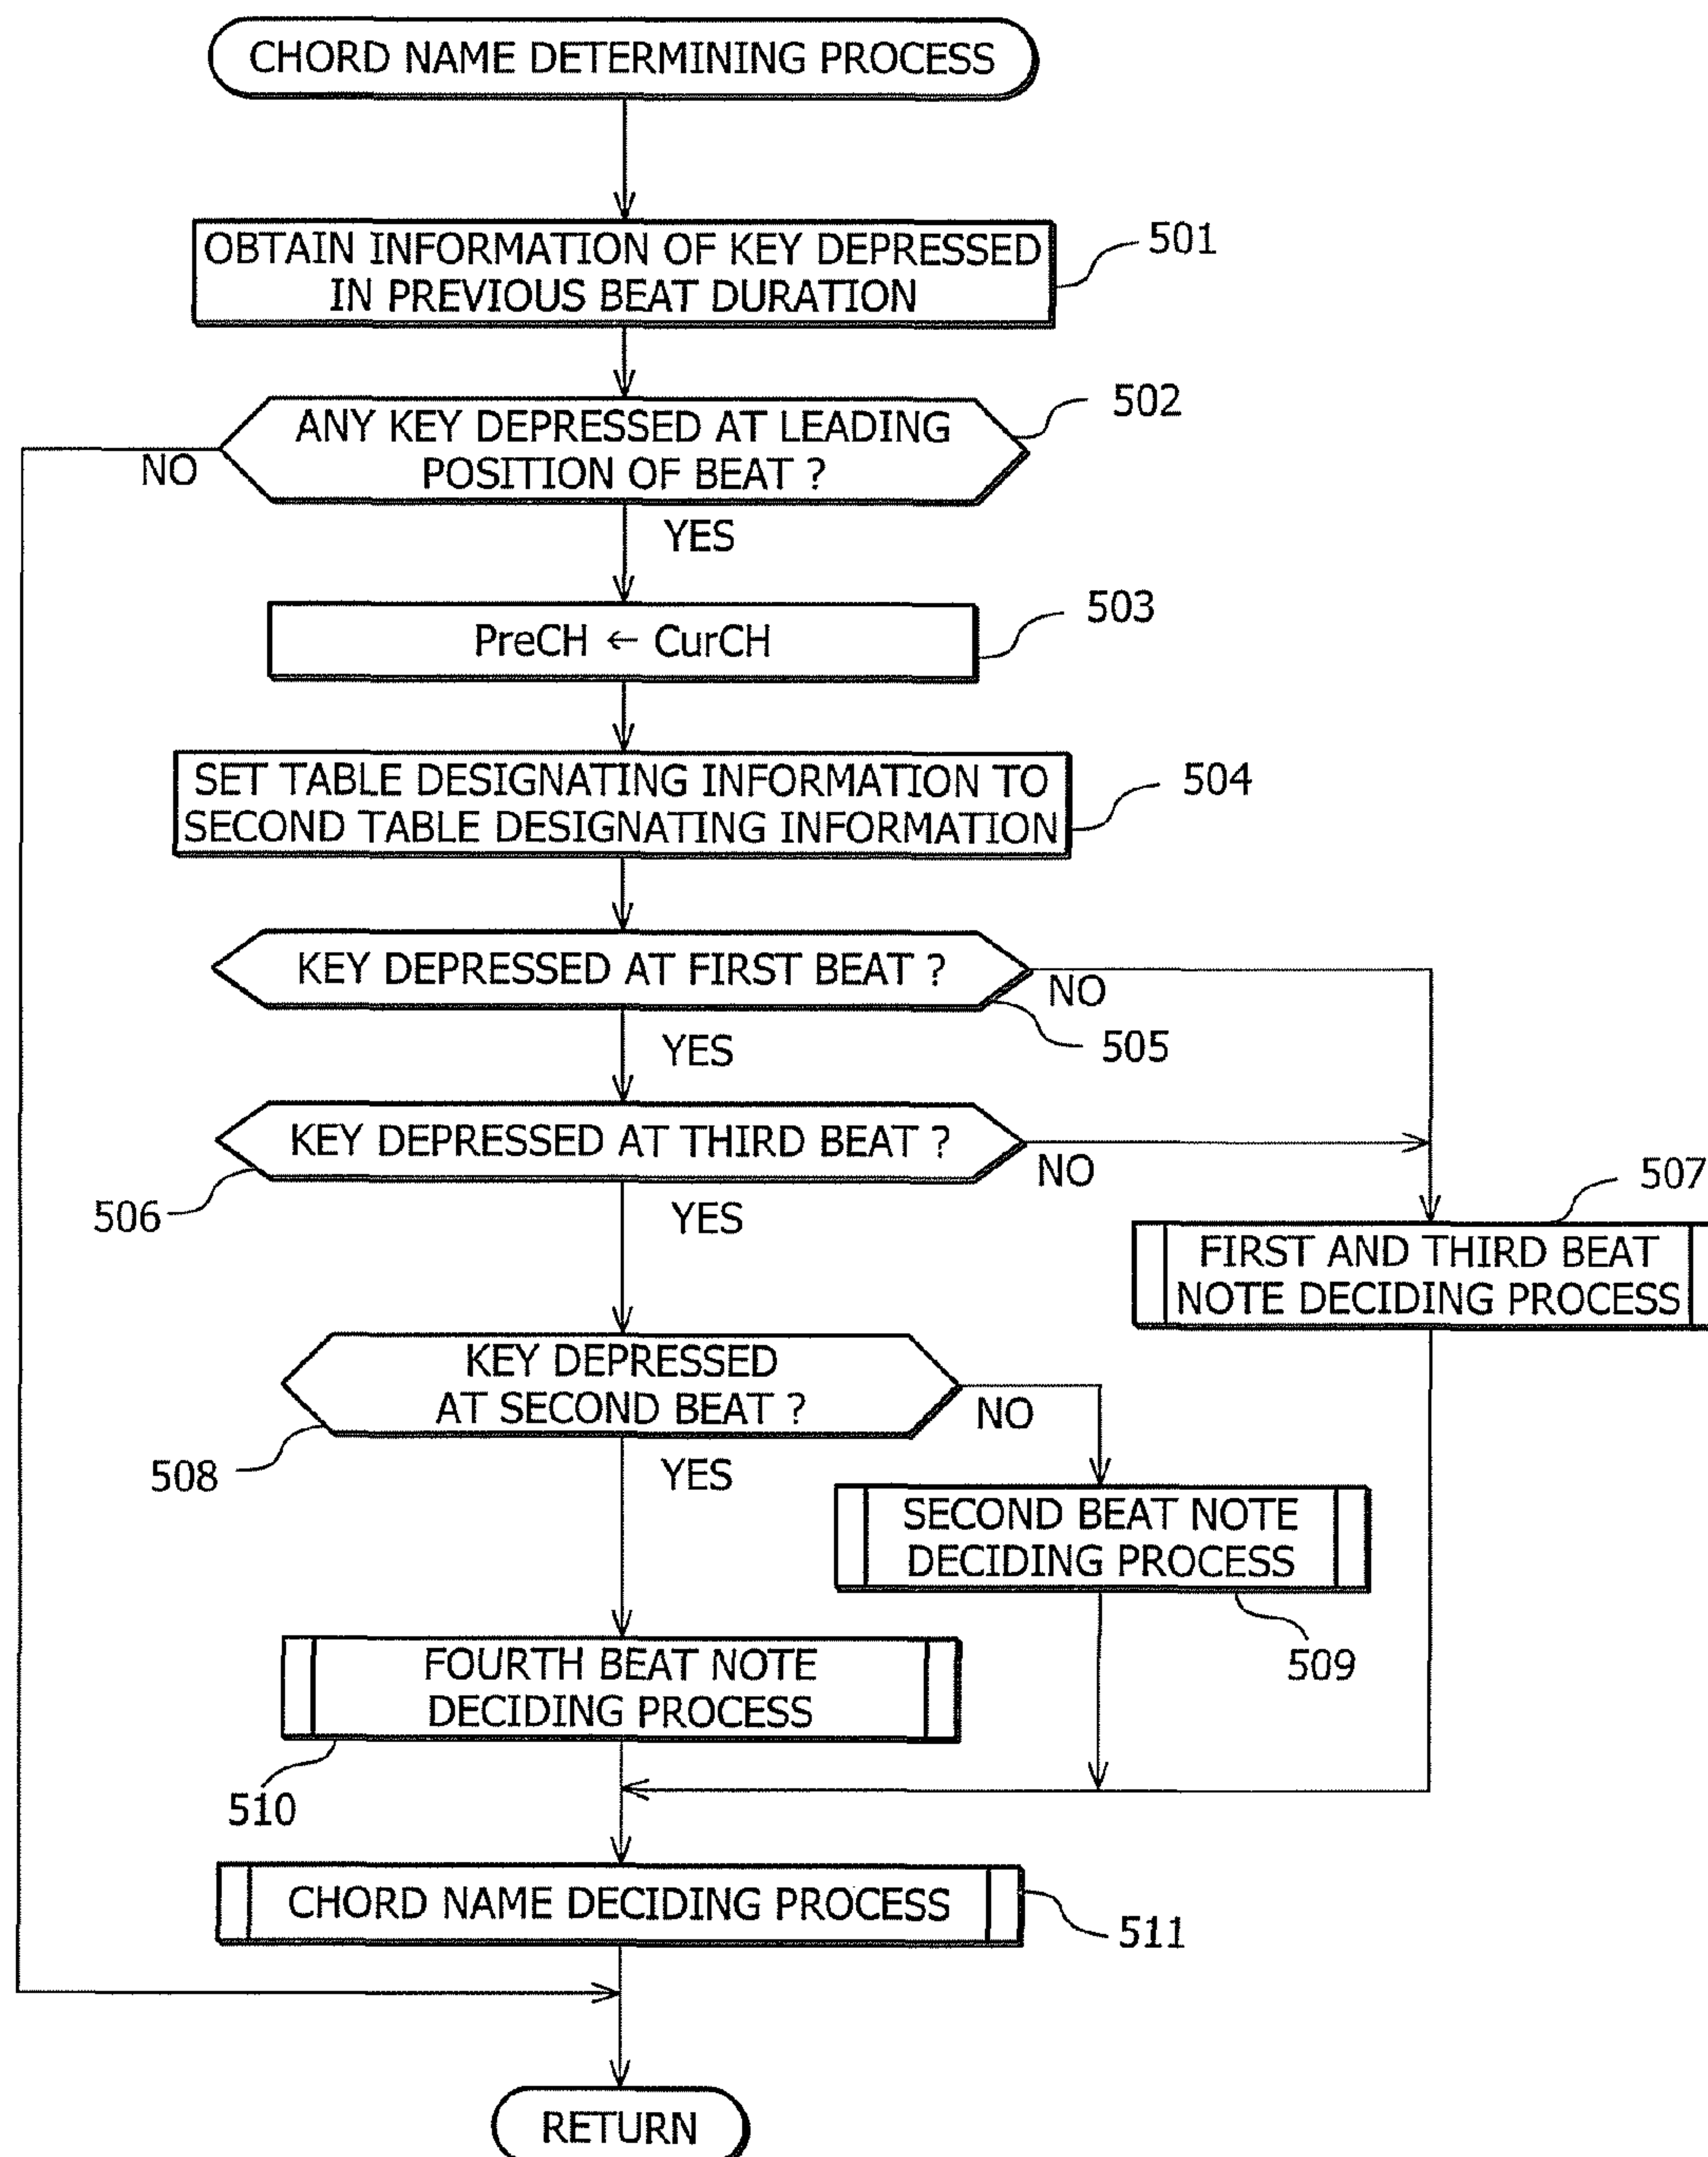 CHORD NAME DETERMINING PROCESS
OBTAIN INFORMATION OF KEY DEPRESSED
IN PREVIOUS BEAT DURATION
501
ANY KEY DEPRESSED AT LEADING
POSITION OF BEAT ?
502
NO
YES
PreCH ← CurCH
503
SET TABLE DESIGNATING INFORMATION TO
SECOND TABLE DESIGNATING INFORMATION
504
KEY DEPRESSED AT FIRST BEAT ?
NO
505
YES
KEY DEPRESSED AT THIRD BEAT ?
NO
506
YES
507
FIRST AND THIRD BEAT
NOTE DECIDING PROCESS
KEY DEPRESSED
AT SECOND BEAT ?
NO
508
YES
SECOND BEAT NOTE
DECIDING PROCESS
509
FOURTH BEAT NOTE
DECIDING PROCESS
510
CHORD NAME DECIDING PROCESS
511
RETURN